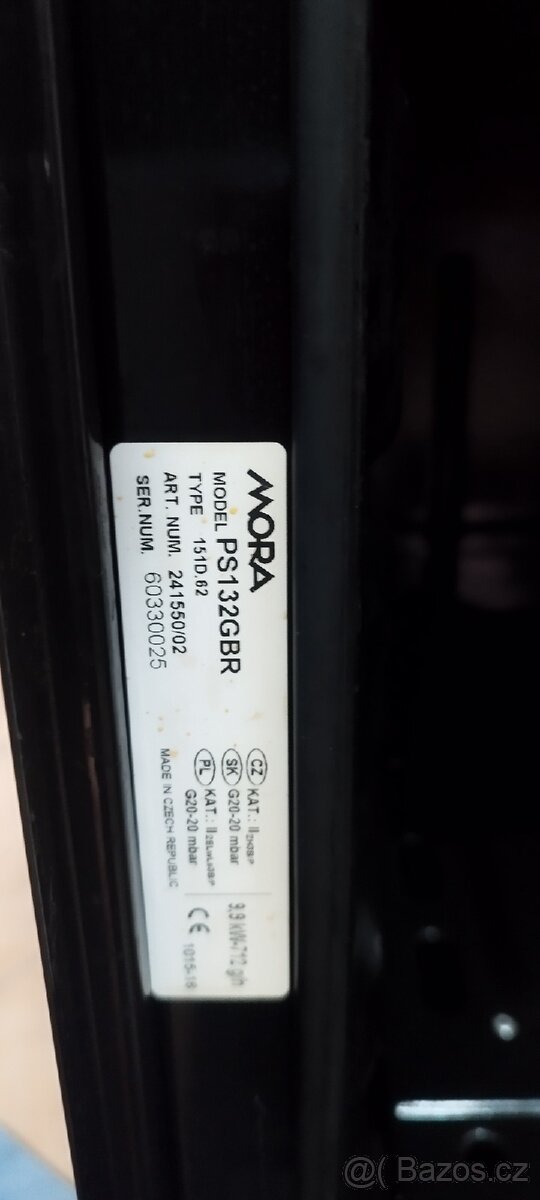 MORA
MODEL PS132GBR
TYPE 151D.62
ART. NUM. 241550/02
SER.NUM. 60330025
CZ KAT.: II2H3B/P
SK G20-20 mbar
PL KAT.: II2ELwLs3B/P
G20-20 mbar
MADE IN CZECH REPUBLIC
9,9 kW-712 g/h
CE 1015-16
@( Bazos.cz